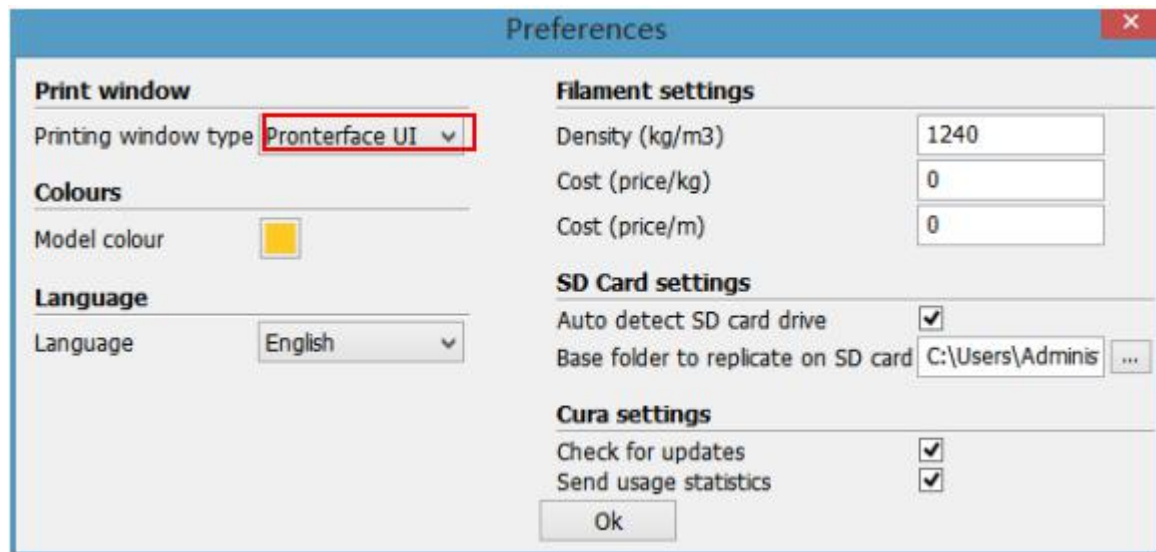 Preferences
Print window
Printing window type Pronterface UI
Colours
Model colour
Language
Language English
Filament settings
Density (kg/m3) 1240
Cost (price/kg) 0
Cost (price/m) 0
SD Card settings
Auto detect SD card drive
Base folder to replicate on SD card C:\Users\Adminis ...
Cura settings
Check for updates
Send usage statistics
Ok